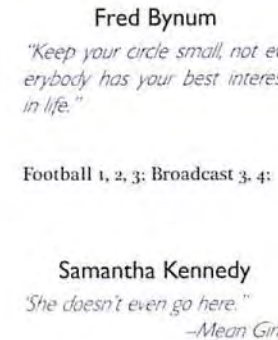 Fred Bynum
"Keep your circle small, not ev
erybody has your best interes
in life."
Football 1, 2, 3: Broadcast 3, 4:
Samantha Kennedy
"She doesn't even go here."
–Mean Gir